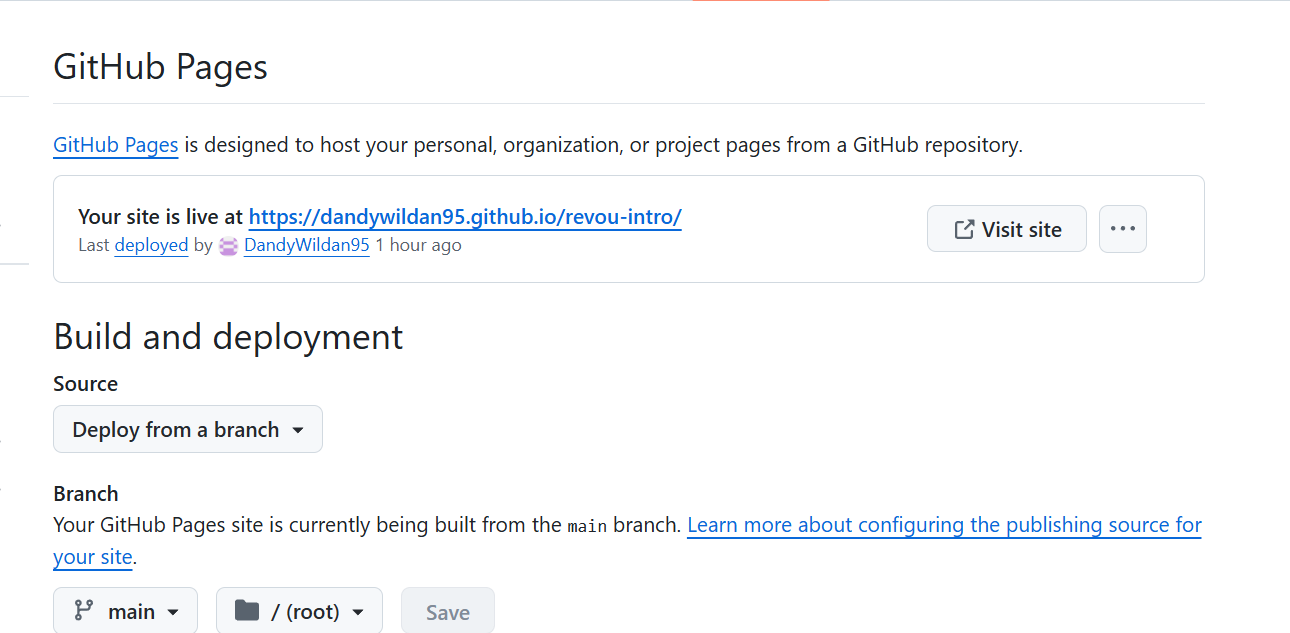 GitHub Pages
GitHub Pages is designed to host your personal, organization, or project pages from a GitHub repository.
Your site is live at https://dandywildan95.github.io/revou-intro/
Last deployed by DandyWildan95 1 hour ago
Visit site
Build and deployment
Source
Deploy from a branch
Branch
Your GitHub Pages site is currently being built from the main branch. Learn more about configuring the publishing source for
your site.
main
/ (root)
Save